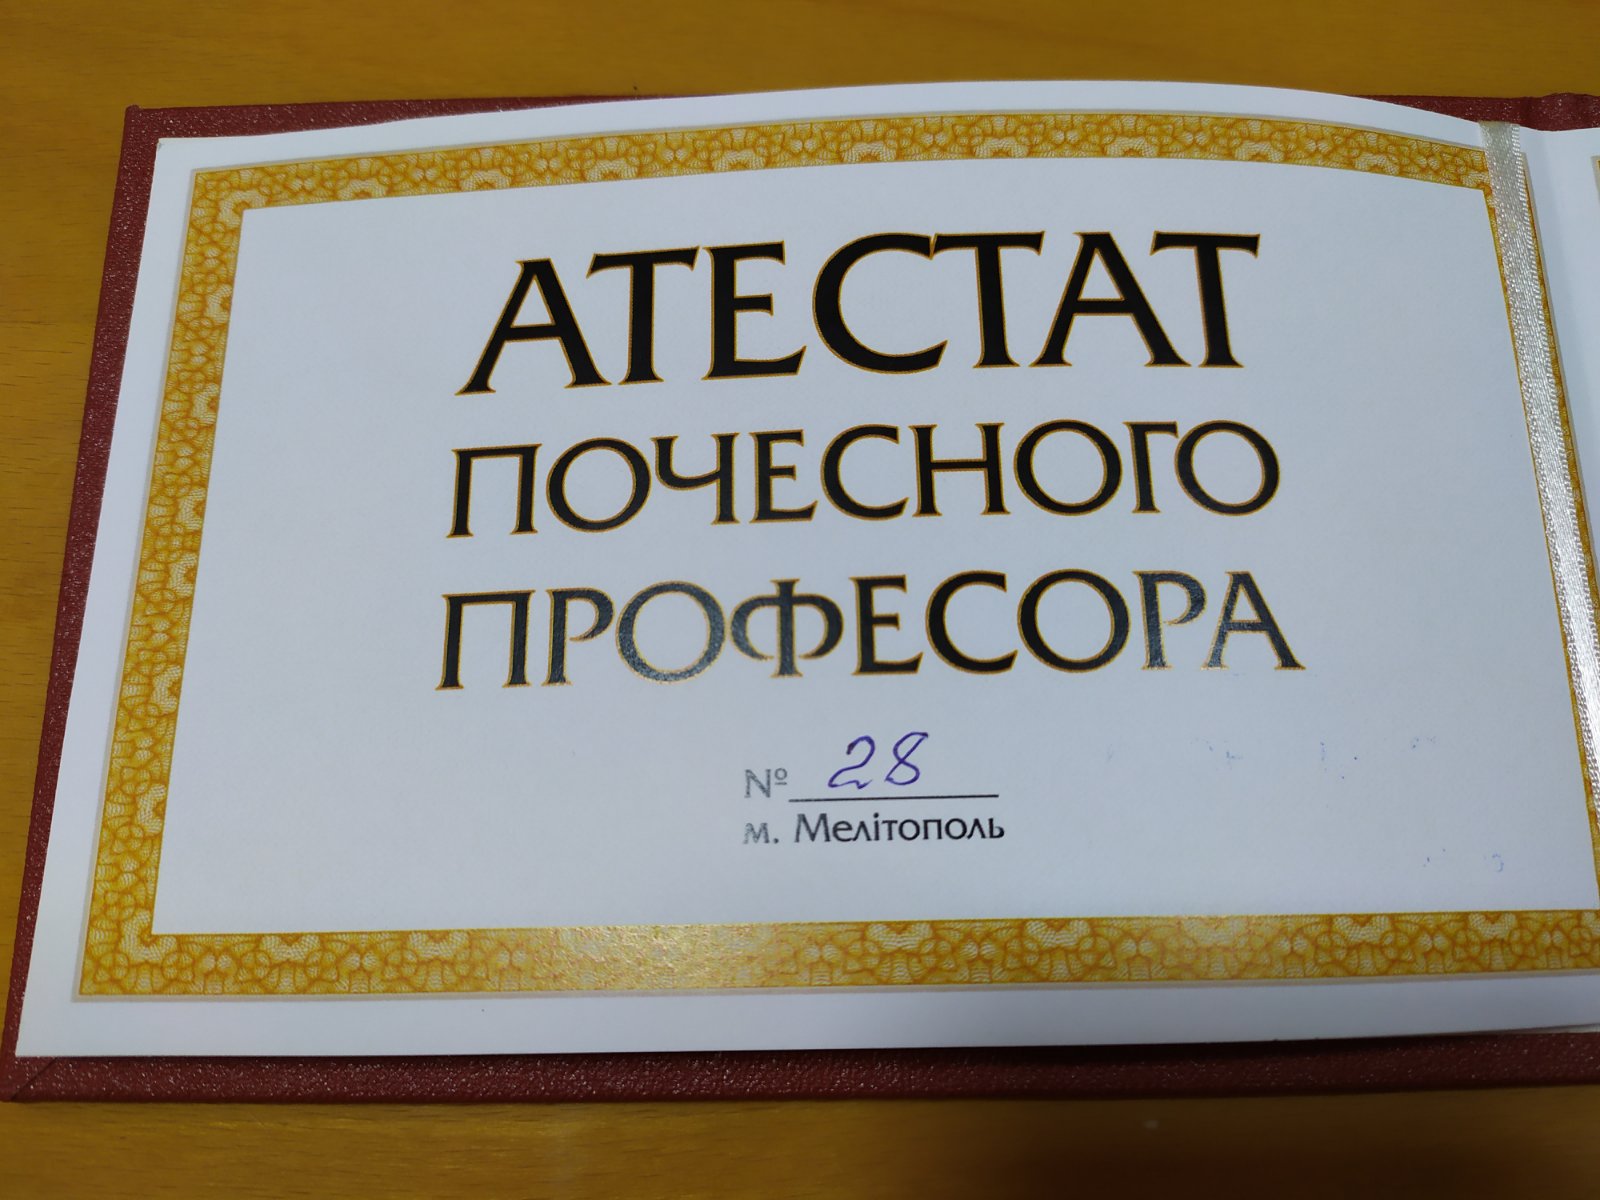 АТЕСТАТ
ПОЧЕСНОГО
ПРОФЕСОРА
№ 28
м. Мелітополь